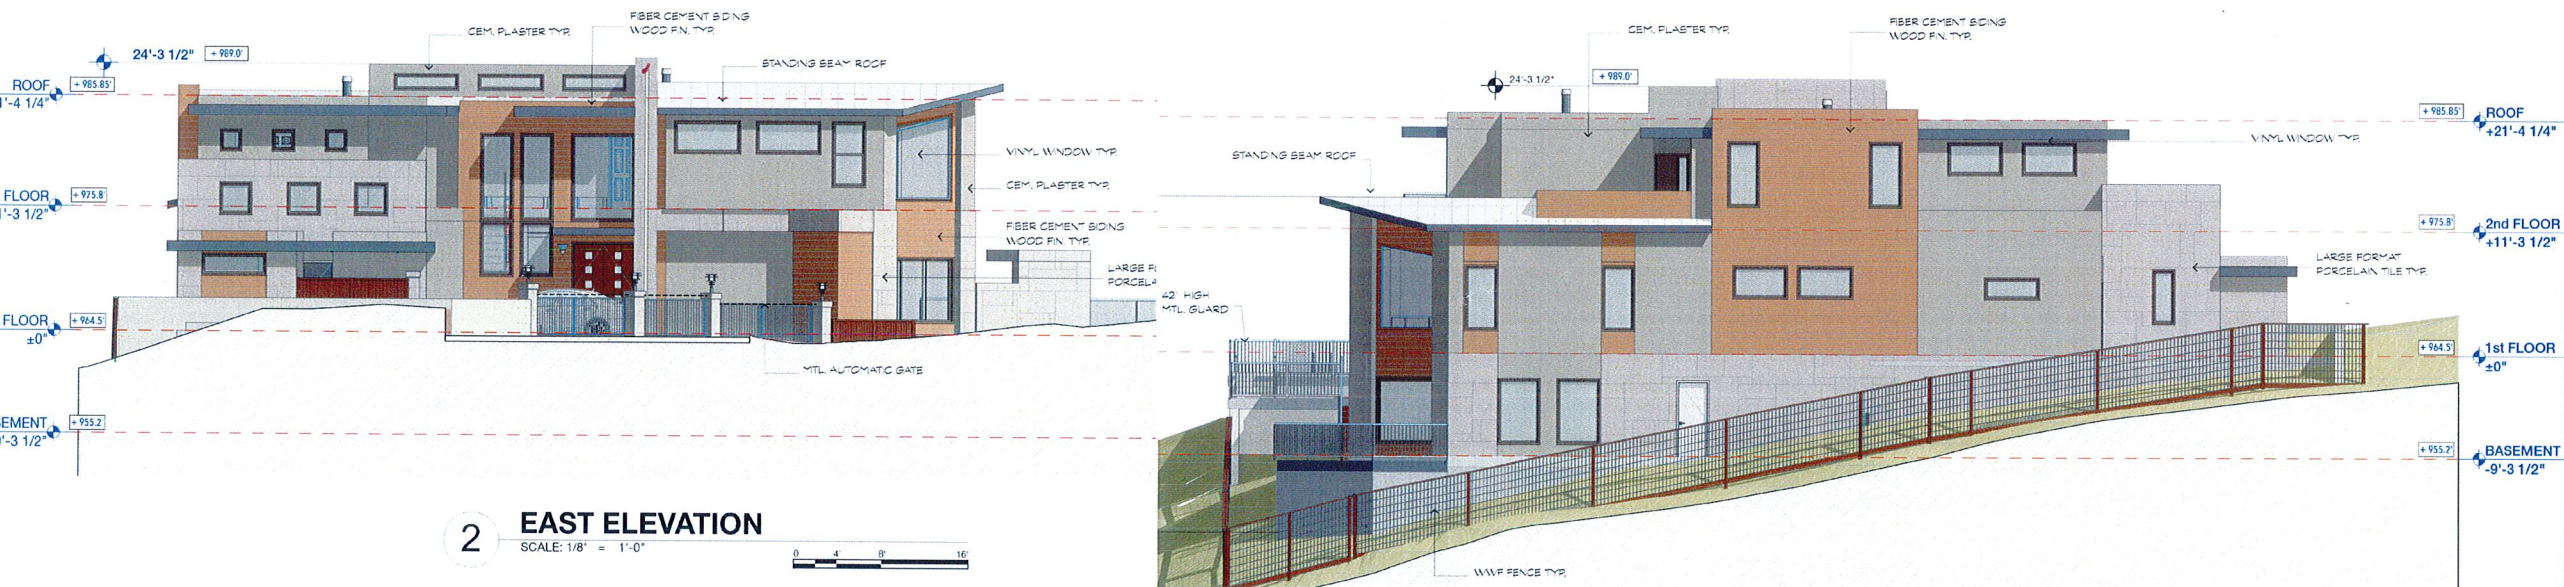 FIBER CEMENT SIDING
WOOD FIN. TYP.
CEM. PLASTER TYP.
24'-3 1/2" + 989.0'
STANDING SEAM ROOF
ROOF + 985.85'
'-4 1/4"
VINYL WINDOW TYP.
CEM. PLASTER TYP.
FLOOR + 975.8'
'-3 1/2"
FIBER CEMENT SIDING
WOOD FIN. TYP.
LARGE
PORCELA
FLOOR + 964.5'
±0"
MTL. AUTOMATIC GATE
EMENT + 955.2'
'-3 1/2"
2 EAST ELEVATION
SCALE: 1/8" = 1'-0"
0 4' 8' 16'
FIBER CEMENT SIDING
WOOD FIN. TYP.
CEM. PLASTER TYP.
24'-3 1/2" + 989.0'
+ 985.85' ROOF
+21'-4 1/4"
VINYL WINDOW TYP.
STANDING SEAM ROOF
+ 975.8' 2nd FLOOR
+11'-3 1/2"
LARGE FORMAT
PORCELAIN TILE TYP.
42" HIGH
MTL. GUARD
+ 964.5' 1st FLOOR
±0"
+ 955.2' BASEMENT
-9'-3 1/2"
WWF FENCE TYP.